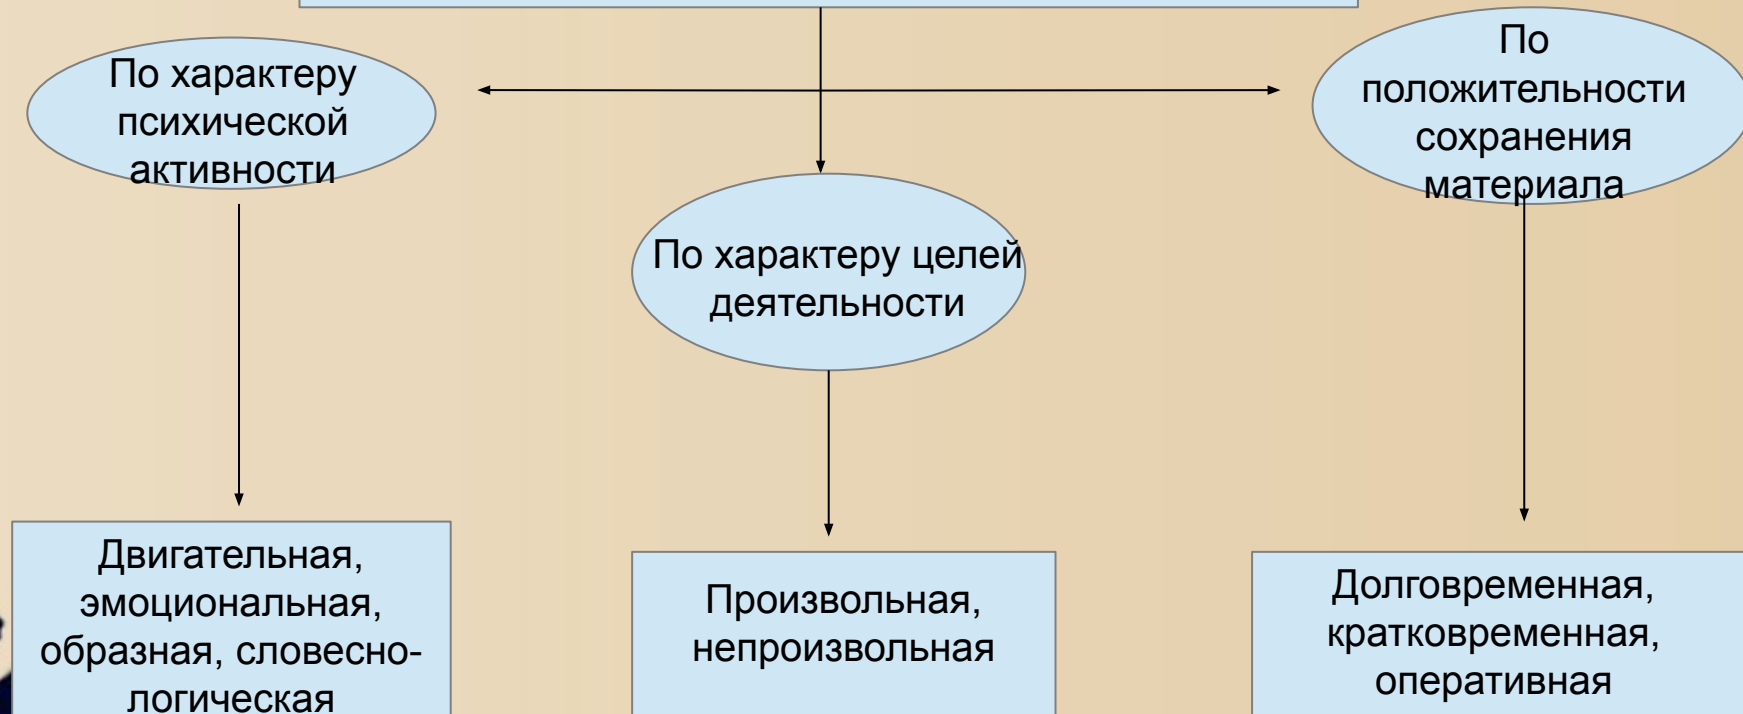 По характеру
психической
активности
По характеру целей
деятельности
По
положительности
сохранения
материала
Двигательная,
эмоциональная,
образная, словесно-
логическая
Произвольная,
непроизвольная
Долговременная,
кратковременная,
оперативная